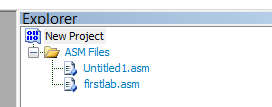 Explorer
New Project
ASM Files
Untitled1.asm
firstlab.asm